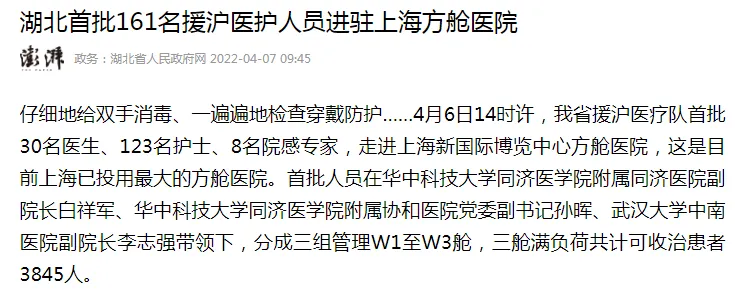 湖北首批161名援沪医护人员进驻上海方舱医院
澎湃 政务:湖北省人民政府网 2022-04-07 09:45
仔细地给双手消毒、一遍遍地检查穿戴防护......4月6日14时许，我省援沪医疗队首批
30名医生、123名护士、8名院感专家，走进上海新国际博览中心方舱医院，这是目
前上海已投用最大的方舱医院。首批人员在华中科技大学同济医学院附属同济医院副
院长白祥军、华中科技大学同济医学院附属协和医院党委副书记孙晖、武汉大学中南
医院副院长李志强带领下，分成三组管理W1至W3舱，三舱满负荷共计可收治患者
3845人。